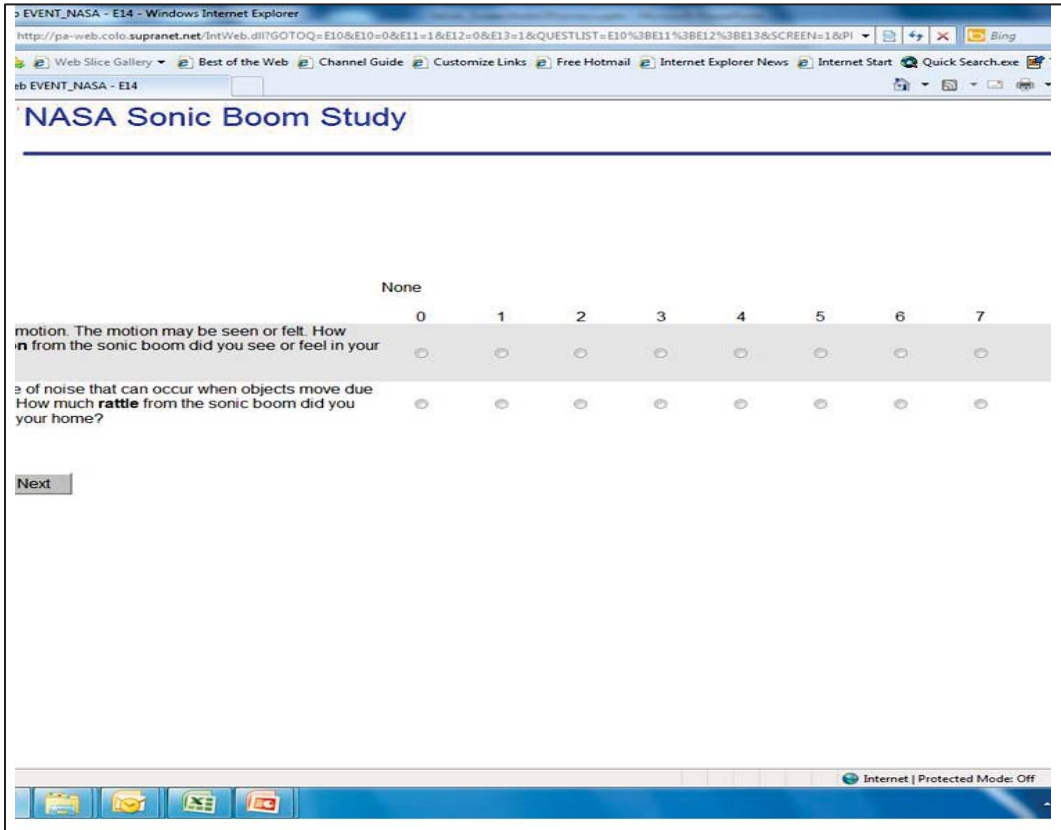 EVENT_NASA - E14 - Windows Internet Explorer
http://pa-web.colo.supranet.net/IntWeb.dll?GOTOQ=E10&E10=0&E11=1&E12=0&E13=1&QUESTLIST=E10%3BE11%3BE12%3BE13&SCREEN=1&PI Bing
Web Slice Gallery Best of the Web Channel Guide Customize Links Free Hotmail Internet Explorer News Internet Start Quick Search.exe
eb EVENT_NASA - E14
NASA Sonic Boom Study
None
0 1 2 3 4 5 6 7
motion. The motion may be seen or felt. How
n from the sonic boom did you see or feel in your
e of noise that can occur when objects move due
How much rattle from the sonic boom did you
your home?
Next
Internet | Protected Mode: Off